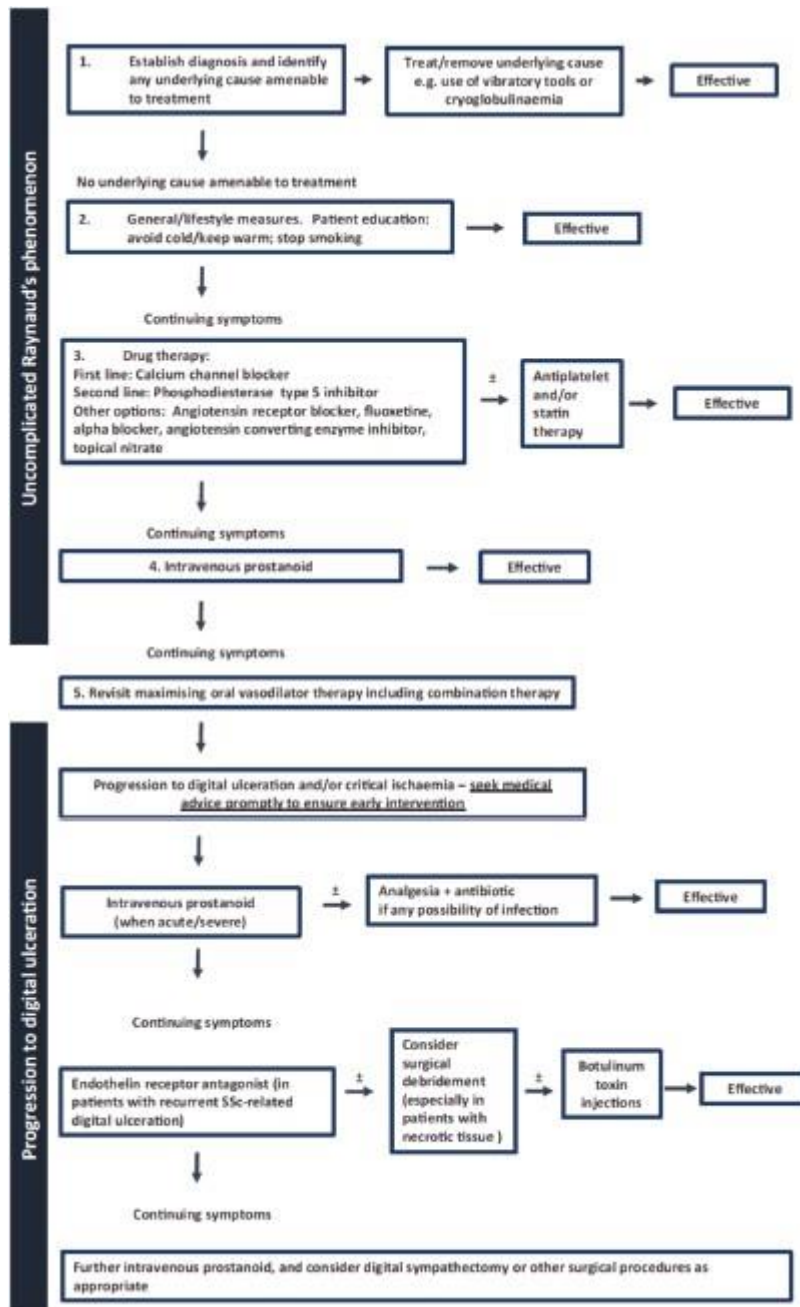 Uncomplicated Raynaud's phenomenon
1. Establish diagnosis and identify
any underlying cause amenable
to treatment
Treat/remove underlying cause
e.g. use of vibratory tools or
cryoglobulinaemia
Effective
No underlying cause amenable to treatment
2. General/lifestyle measures. Patient education:
avoid cold/keep warm; stop smoking
Effective
Continuing symptoms
3. Drug therapy:
First line: Calcium channel blocker
Second line: Phosphodiesterase type 5 inhibitor
Other options: Angiotensin receptor blocker, fluoxetine,
alpha blocker, angiotensin converting enzyme inhibitor,
topical nitrate
±
Antiplatelet
and/or
statin
therapy
Effective
Continuing symptoms
4. Intravenous prostanoid
Effective
Continuing symptoms
5. Revisit maximising oral vasodilator therapy including combination therapy
Progression to digital ulceration
Progression to digital ulceration and/or critical ischaemia – seek medical
advice promptly to ensure early intervention
Intravenous prostanoid
(when acute/severe)
±
Analgesia + antibiotic
if any possibility of infection
Effective
Continuing symptoms
Endothelin receptor antagonist (in
patients with recurrent SSc-related
digital ulceration)
±
Consider
surgical
debridement
(especially in
patients with
necrotic tissue )
±
Botulinum
toxin
injections
Effective
Continuing symptoms
Further intravenous prostanoid, and consider digital sympathectomy or other surgical procedures as
appropriate